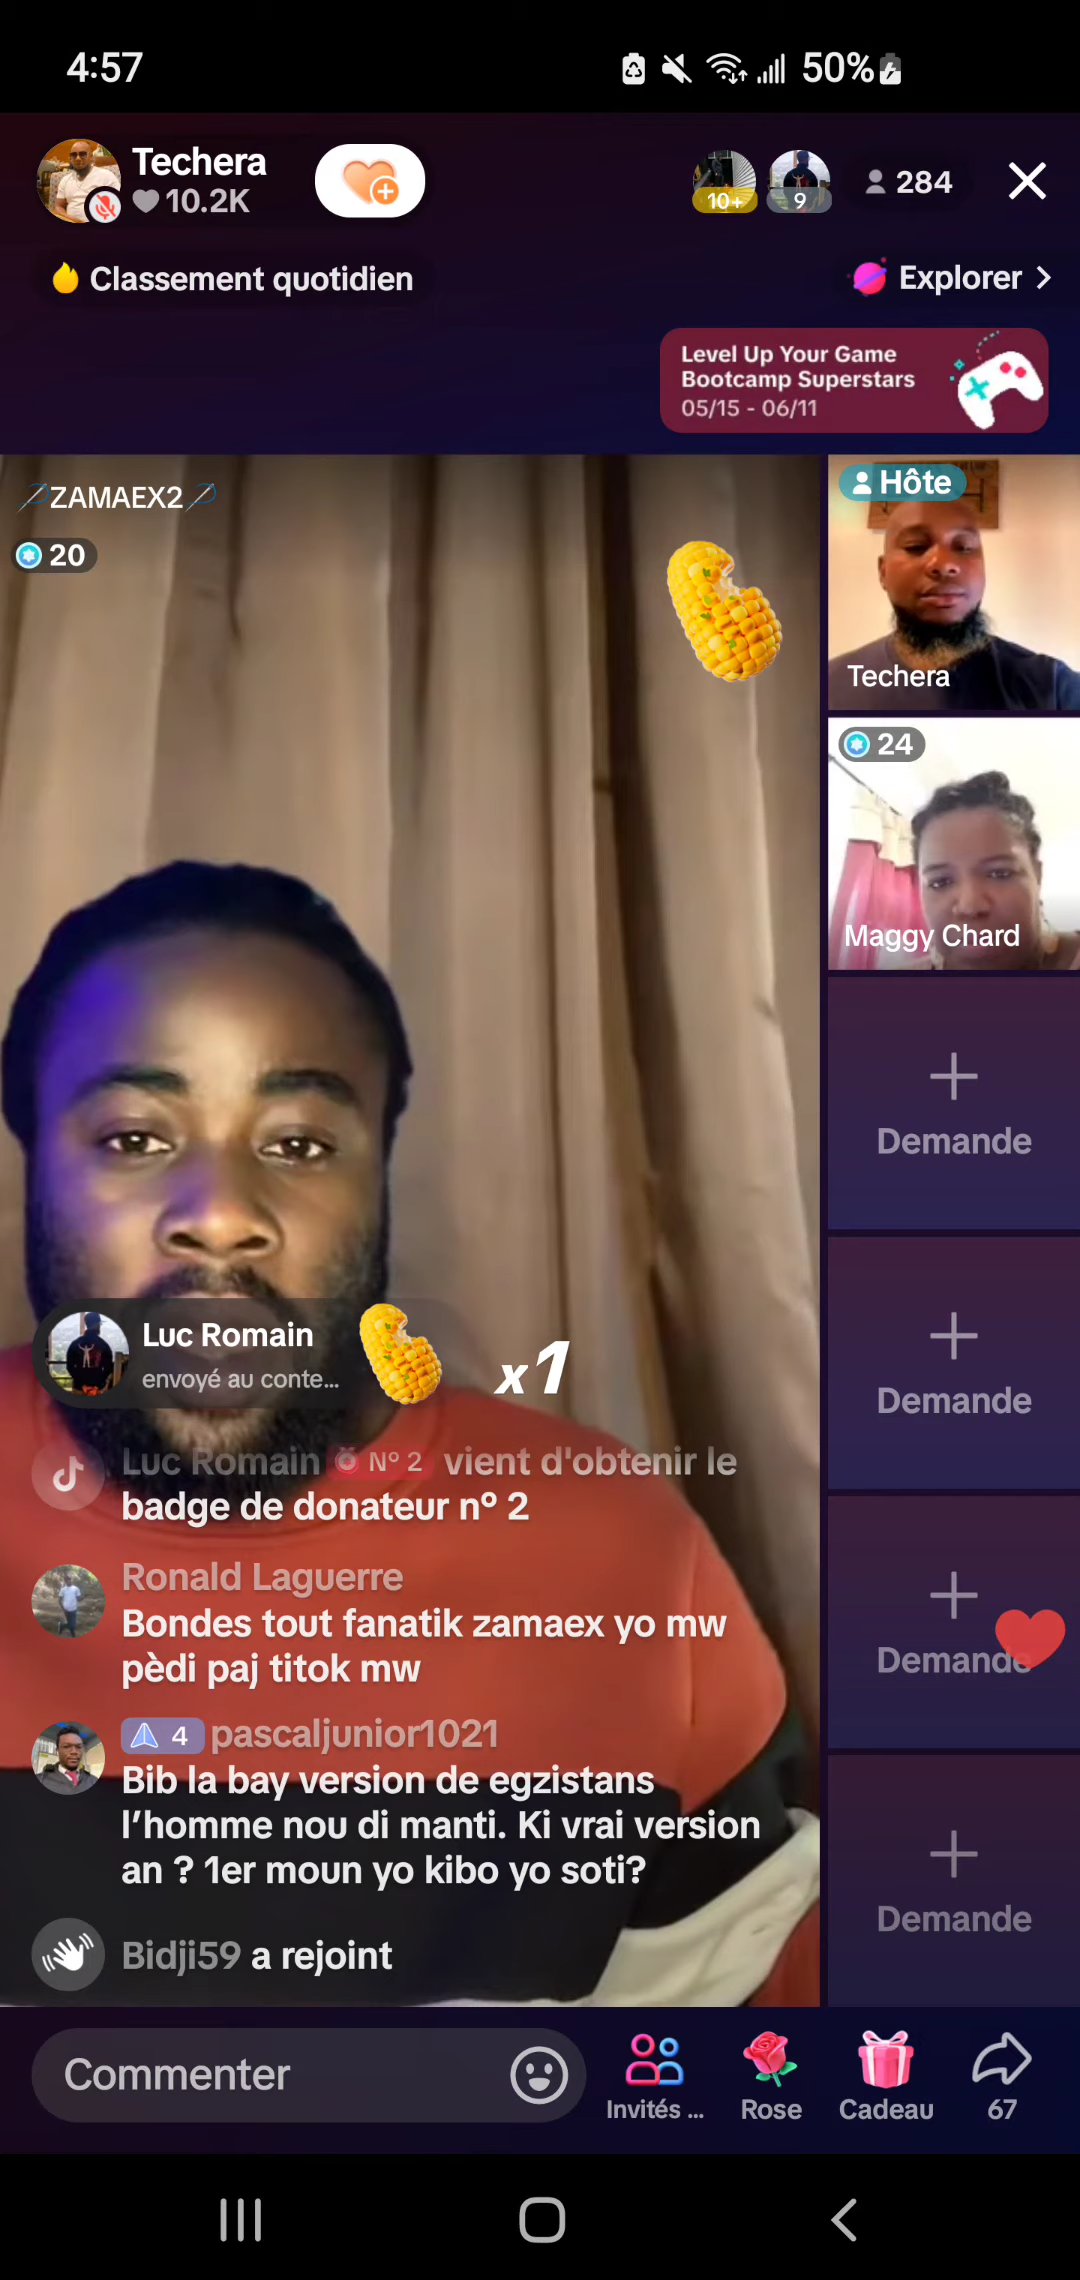 4:57
50%
Techera
10.2K
10+
9
284
Classement quotidien
Explorer
Level Up Your Game
Bootcamp Superstars
05/15 - 06/11
ZAMAEX2
20
Hôte
Techera
24
Maggy Chard
Demande
Demande
Demande
Demande
Luc Romain
envoyé au conte...
x1
Luc Romain N° 2 vient d'obtenir le
badge de donateur n° 2
Ronald Laguerre
Bondes tout fanatik zamaex yo mw
pèdi paj titok mw
4 pascaljunior1021
Bib la bay version de egzistans
l’homme nou di manti. Ki vrai version
an ? 1er moun yo kibo yo soti?
Bidji59 a rejoint
Commenter
Invités ...
Rose
Cadeau
67